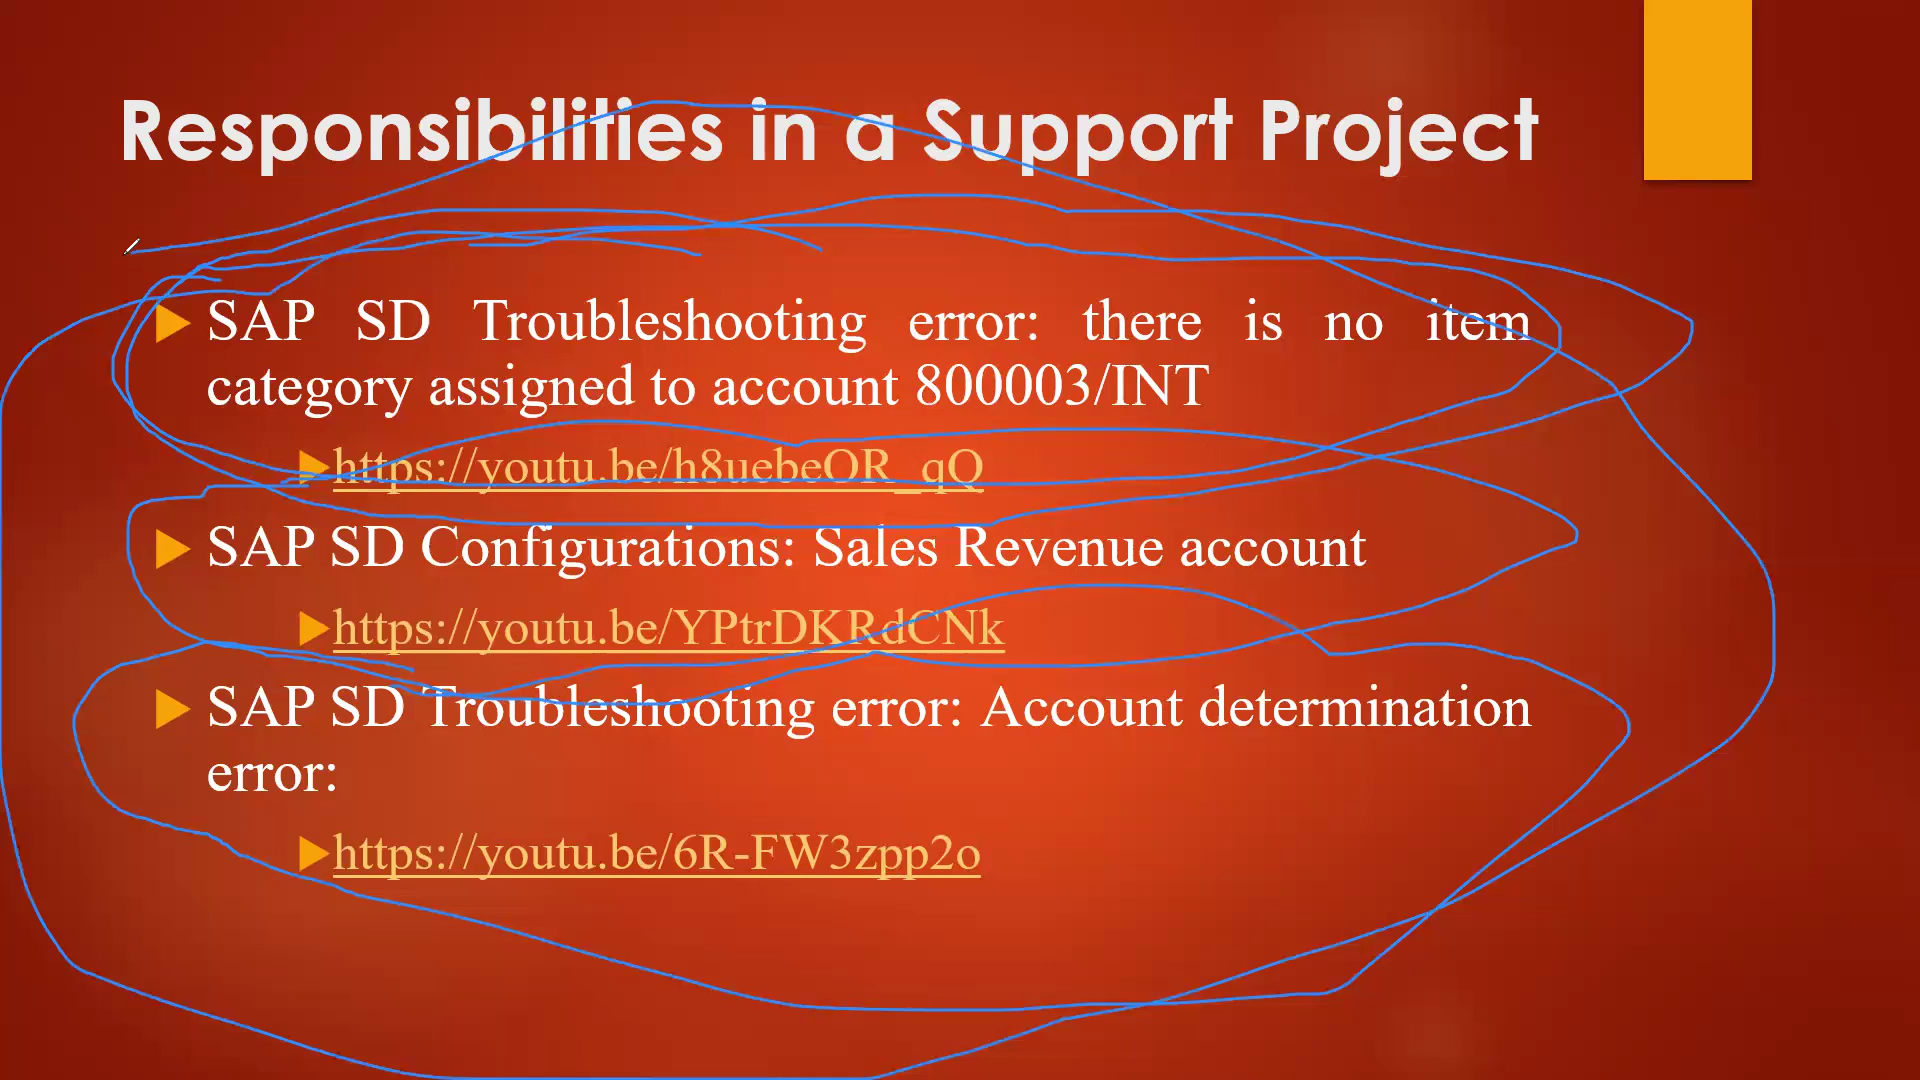 Responsibilities in a Support Project
SAP SD Troubleshooting error: there is no item
category assigned to account 800003/INT
https://youtu.be/h8uebeOR_qQ
SAP SD Configurations: Sales Revenue account
https://youtu.be/YPtrDKRdCNk
SAP SD Troubleshooting error: Account determination
error:
https://youtu.be/6R-FW3zpp2o